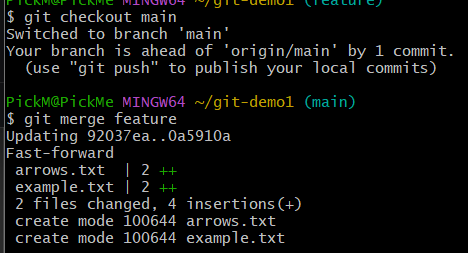 PickM@PickMe MINGW64 ~/git-demo1 (feature)
$ git checkout main
Switched to branch 'main'
Your branch is ahead of 'origin/main' by 1 commit.
  (use "git push" to publish your local commits)
PickM@PickMe MINGW64 ~/git-demo1 (main)
$ git merge feature
Updating 92037ea..0a5910a
Fast-forward
 arrows.txt  | 2 ++
 example.txt | 2 ++
 2 files changed, 4 insertions(+)
 create mode 100644 arrows.txt
 create mode 100644 example.txt